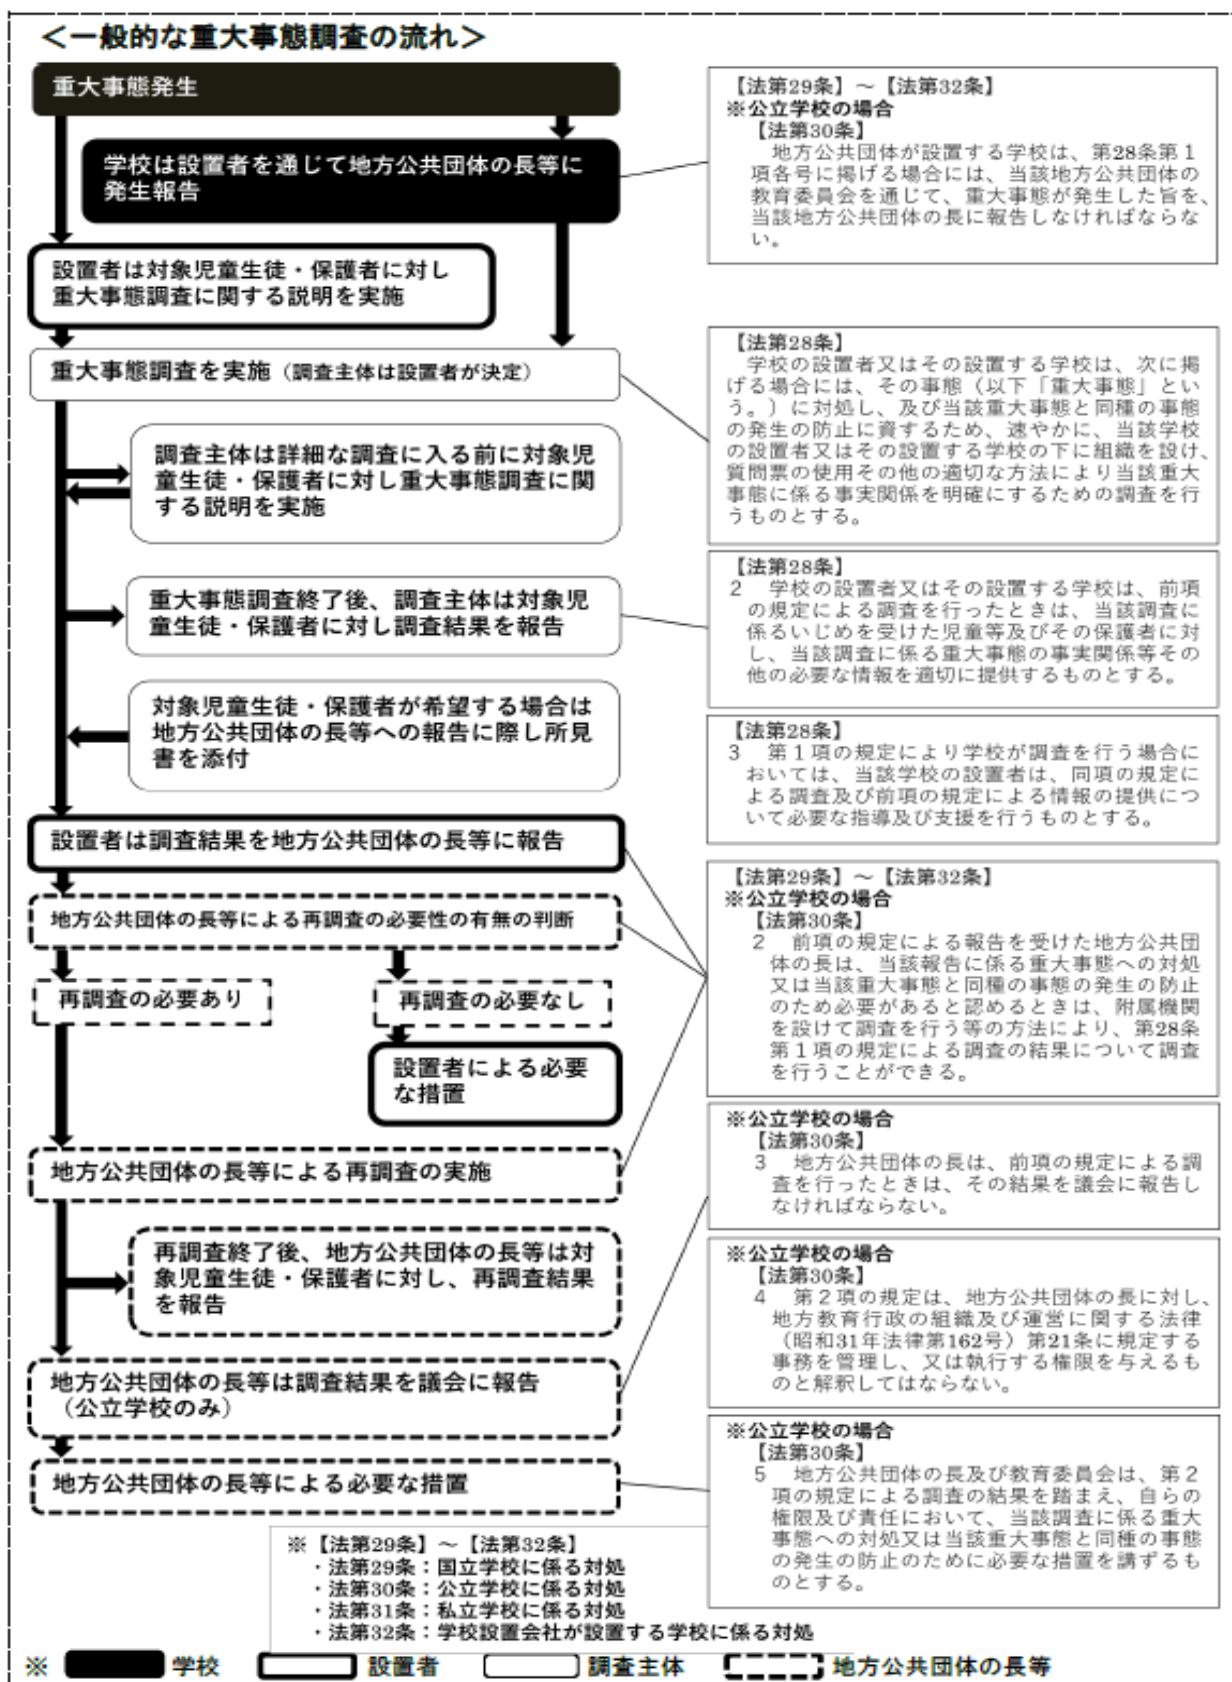 ＜一般的な重大事態調査の流れ＞
重大事態発生
学校は設置者を通じて地方公共団体の長等に
発生報告
設置者は対象児童生徒・保護者に対し
重大事態調査に関する説明を実施
重大事態調査を実施（調査主体は設置者が決定）
調査主体は詳細な調査に入る前に対象児
童生徒・保護者に対し重大事態調査に関
する説明を実施
重大事態調査終了後、調査主体は対象児
童生徒・保護者に対し調査結果を報告
対象児童生徒・保護者が希望する場合は
地方公共団体の長等への報告に際し所見
書を添付
設置者は調査結果を地方公共団体の長等に報告
地方公共団体の長等による再調査の必要性の有無の判断
再調査の必要あり
再調査の必要なし
設置者による必要
な措置
地方公共団体の長等による再調査の実施
再調査終了後、地方公共団体の長等は対
象児童生徒・保護者に対し、再調査結果
を報告
地方公共団体の長等は調査結果を議会に報告
（公立学校のみ）
地方公共団体の長等による必要な措置
【法第29条】～【法第32条】
※公立学校の場合
【法第30条】
地方公共団体が設置する学校は、第28条第１
項各号に掲げる場合には、当該地方公共団体の
教育委員会を通じて、重大事態が発生した旨を、
当該地方公共団体の長に報告しなければならな
い。
【法第28条】
学校の設置者又はその設置する学校は、次に掲
げる場合には、その事態（以下「重大事態」とい
う。）に対処し、及び当該重大事態と同種の事態
の発生の防止に資するため、速やかに、当該学校
の設置者又はその設置する学校の下に組織を設け、
質問票の使用その他の適切な方法により当該重大
事態に係る事実関係を明確にするための調査を行
うものとする。
【法第28条】
２　学校の設置者又はその設置する学校は、前項
の規定による調査を行ったときは、当該調査に
係るいじめを受けた児童等及びその保護者に対
し、当該調査に係る重大事態の事実関係等その
他の必要な情報を適切に提供するものとする。
【法第28条】
３　第１項の規定により学校が調査を行う場合に
おいては、当該学校の設置者は、同項の規定に
よる調査及び前項の規定による情報の提供につ
いて必要な指導及び支援を行うものとする。
【法第29条】～【法第32条】
※公立学校の場合
【法第30条】
２　前項の規定による報告を受けた地方公共団
体の長は、当該報告に係る重大事態への対処
又は当該重大事態と同種の事態の発生の防止
のため必要があると認めるときは、附属機関
を設けて調査を行う等の方法により、第28条
第１項の規定による調査の結果について調査
を行うことができる。
※公立学校の場合
【法第30条】
３　地方公共団体の長は、前項の規定による調
査を行ったときは、その結果を議会に報告し
なければならない。
※公立学校の場合
【法第30条】
４　第２項の規定は、地方公共団体の長に対し、
地方教育行政の組織及び運営に関する法律
（昭和31年法律第162号）第21条に規定する
事務を管理し、又は執行する権限を与えるも
のと解釈してはならない。
※公立学校の場合
【法第30条】
５　地方公共団体の長及び教育委員会は、第２
項の規定による調査の結果を踏まえ、自らの
権限及び責任において、当該調査に係る重大
事態への対処又は当該重大事態と同種の事態
の発生の防止のために必要な措置を講ずるも
のとする。
※【法第29条】～【法第32条】
・法第29条：国立学校に係る対処
・法第30条：公立学校に係る対処
・法第31条：私立学校に係る対処
・法第32条：学校設置会社が設置する学校に係る対処
※ 学校 設置者 調査主体 地方公共団体の長等